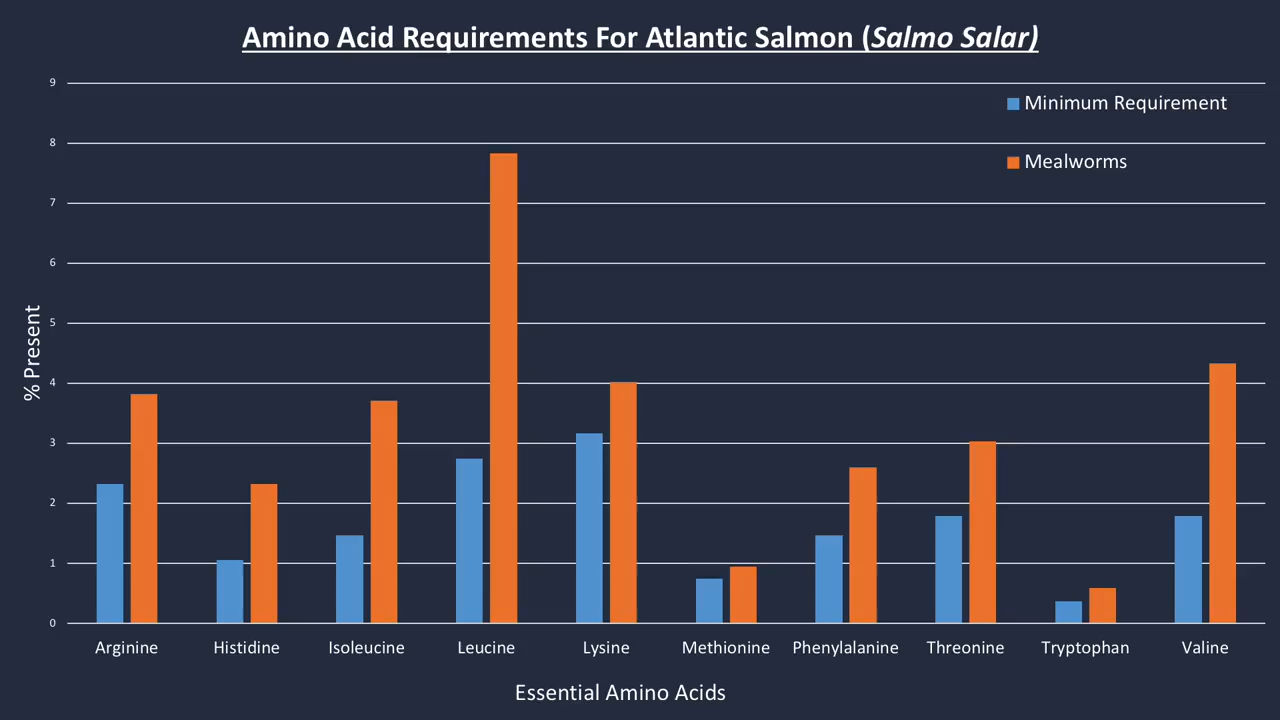 Amino Acid Requirements For Atlantic Salmon (Salmo Salar)
9
8
7
6
5
4
3
2
1
0
% Present
Minimum Requirement
Mealworms
Arginine Histidine Isoleucine Leucine Lysine Methionine Phenylalanine Threonine Tryptophan Valine
Essential Amino Acids